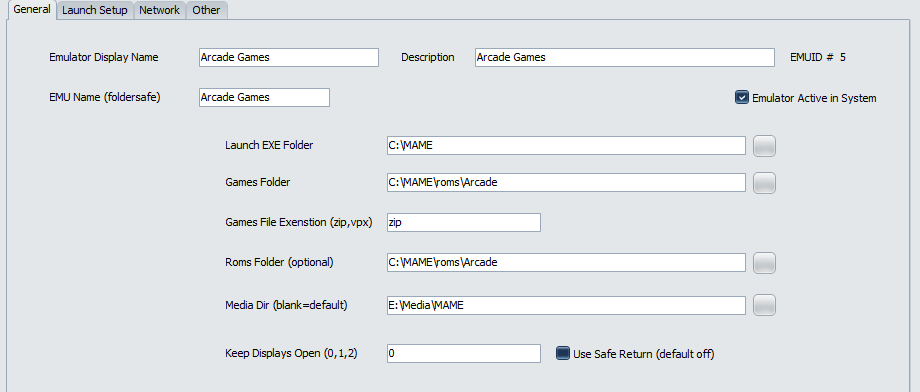 General Launch Setup Network Other
Emulator Display Name Arcade Games Description Arcade Games EMUID # 5
EMU Name (foldersafe) Arcade Games Emulator Active in System
Launch EXE Folder C:\MAME
Games Folder C:\MAME\roms\Arcade
Games File Exenstion (zip,vpx) zip
Roms Folder (optional) C:\MAME\roms\Arcade
Media Dir (blank=default) E:\Media\MAME
Keep Displays Open (0,1,2) 0 Use Safe Return (default off)